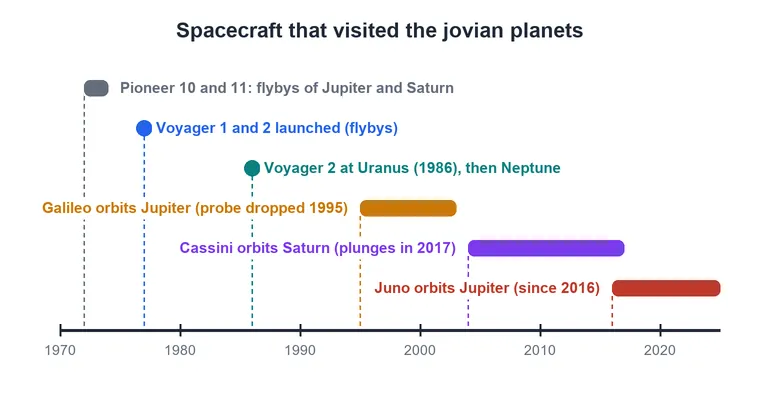 Spacecraft that visited the jovian planets
Pioneer 10 and 11: flybys of Jupiter and Saturn
Voyager 1 and 2 launched (flybys)
Voyager 2 at Uranus (1986), then Neptune
Galileo orbits Jupiter (probe dropped 1995)
Cassini orbits Saturn (plunges in 2017)
Juno orbits Jupiter (since 2016)
1970 1980 1990 2000 2010 2020